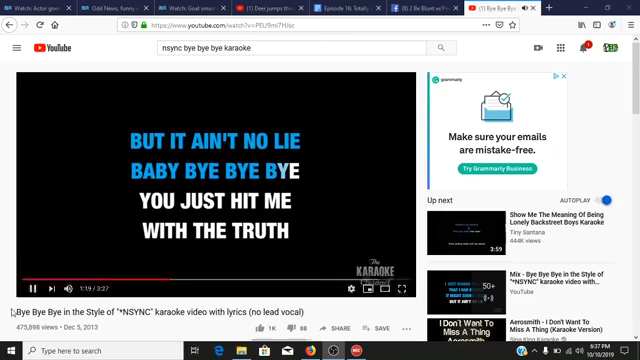 Watch: Actor goes
Odd News, funny n
Watch: Goat smach
(1) Deer jumps thro
Episode 16: Totally
2 Be Blunt w/Po
(1) Bye Bye Bye
https://www.youtube.com/watch?v=PEU9mi7HJsc
YouTube
nsync bye bye bye karaoke
BUT IT AIN'T NO LIE
BABY BYE BYE BYE
YOU JUST HIT ME
WITH THE TRUTH
The
KARAOKE
Channel
1:19 / 3:27
Bye Bye Bye in the Style of "*NSYNC" karaoke video with lyrics (no lead vocal)
475,898 views • Dec 5, 2013
1K
88
SHARE
SAVE
grammarly
Make sure your emails
are mistake-free.
Try Grammarly Business
Up next
AUTOPLAY
Show Me The Meaning Of Being
Lonely Backstreet Boys Karaoke
Tiny Santana
444K views
3:59
Mix - Bye Bye Bye in the Style of
"*NSYNC" karaoke video with lyrics
YouTube
50+
I DON'T WANT TO
MISS A THING
Aerosmith - I Don't Want to
Miss A Thing (Karaoke Version)
Sing King Karaoke
Type here to search
6:37 PM
10/10/2019